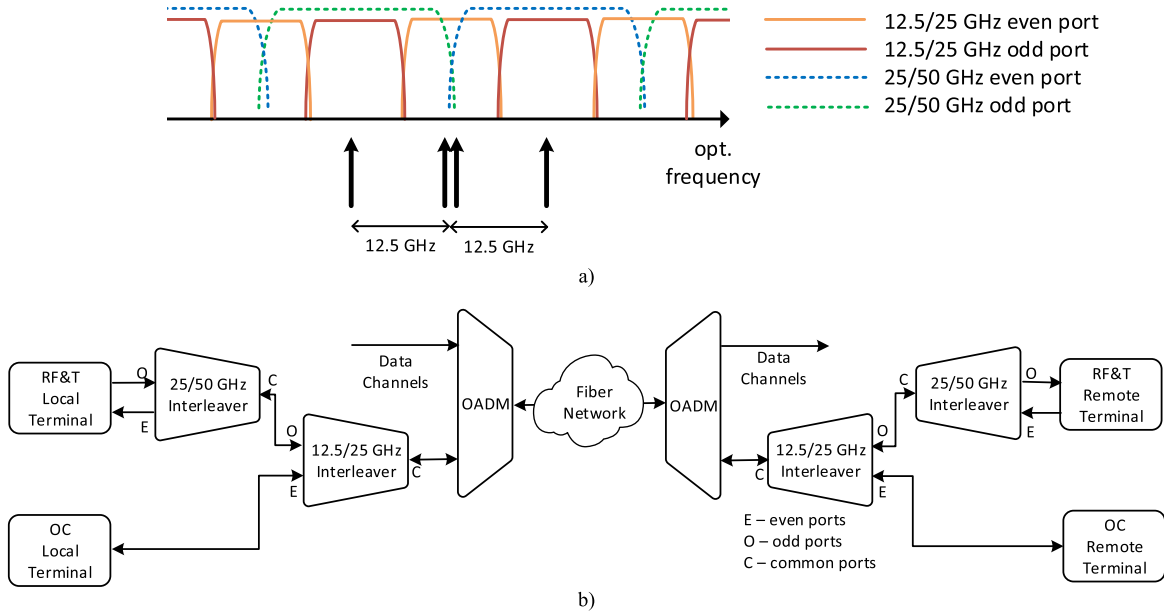 12.5/25 GHz even port
12.5/25 GHz odd port
25/50 GHz even port
25/50 GHz odd port
opt.
frequency
12.5 GHz
12.5 GHz
a)
RF&T
Local
Terminal
O
E
25/50 GHz
Interleaver
C
O
E
12.5/25 GHz
Interleaver
C
OC
Local
Terminal
Data
Channels
OADM
Fiber
Network
OADM
Data
Channels
C
12.5/25 GHz
Interleaver
O
E
C
25/50 GHz
Interleaver
O
E
RF&T
Remote
Terminal
OC
Remote
Terminal
E – even ports
O – odd ports
C – common ports
b)